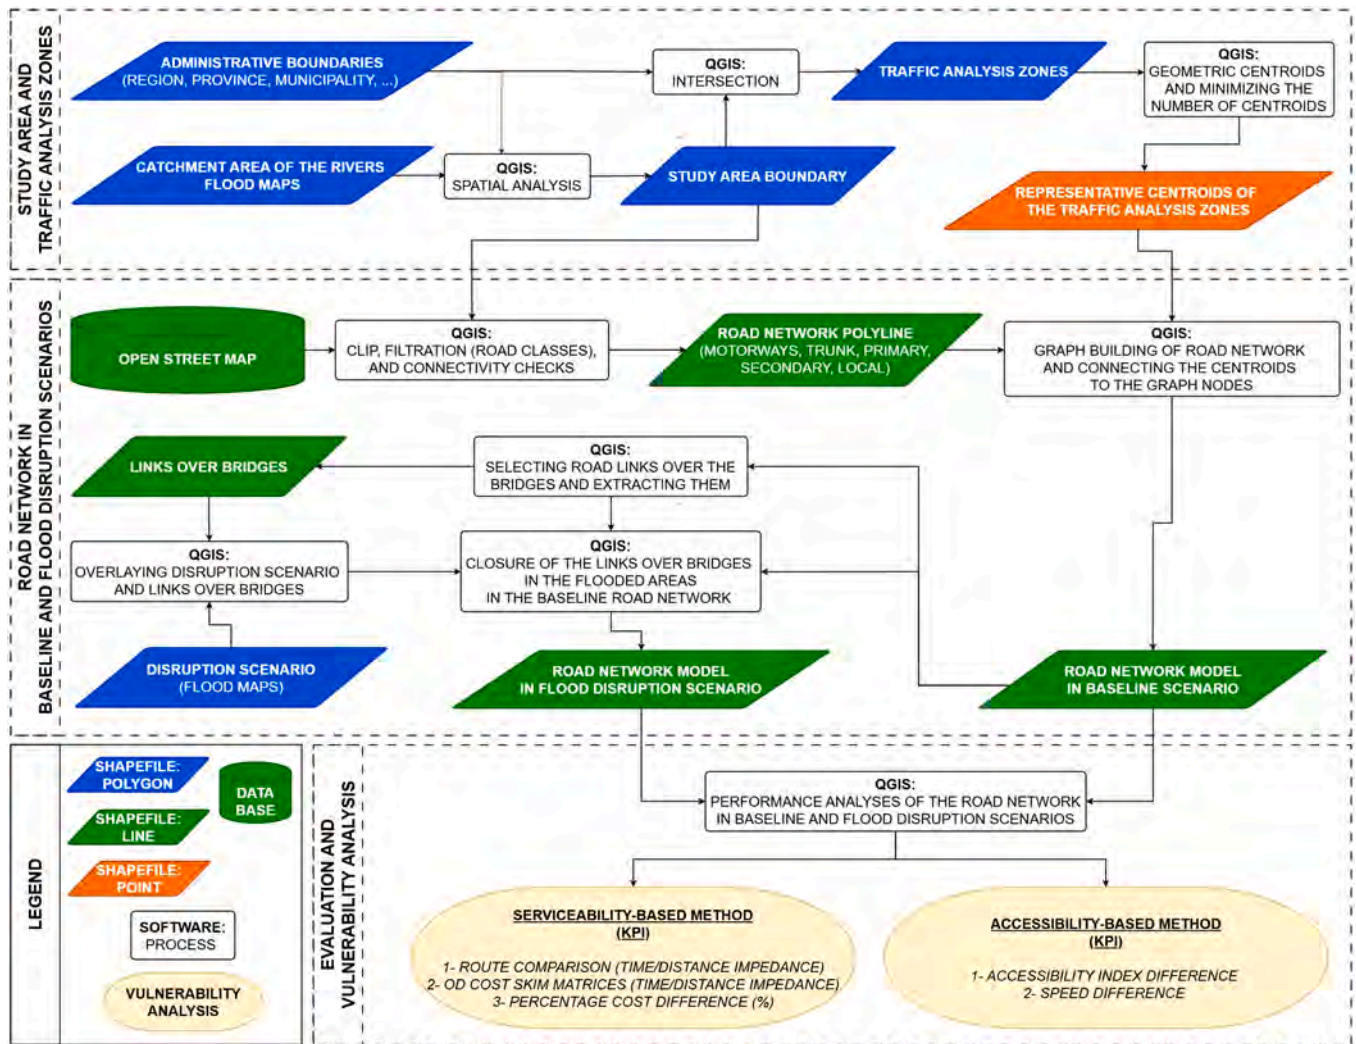 STUDY AREA AND
TRAFFIC ANALYSIS ZONES
ADMINISTRATIVE BOUNDARIES
(REGION, PROVINCE, MUNICIPALITY, ...)
QGIS:
INTERSECTION
TRAFFIC ANALYSIS ZONES
QGIS:
GEOMETRIC CENTROIDS
AND MINIMIZING THE
NUMBER OF CENTROIDS
CATCHMENT AREA OF THE RIVERS
FLOOD MAPS
QGIS:
SPATIAL ANALYSIS
STUDY AREA BOUNDARY
REPRESENTATIVE CENTROIDS OF
THE TRAFFIC ANALYSIS ZONES
ROAD NETWORK IN
BASELINE AND FLOOD DISRUPTION SCENARIOS
OPEN STREET MAP
QGIS:
CLIP, FILTRATION (ROAD CLASSES),
AND CONNECTIVITY CHECKS
ROAD NETWORK POLYLINE
(MOTORWAYS, TRUNK, PRIMARY,
SECONDARY, LOCAL)
QGIS:
GRAPH BUILDING OF ROAD NETWORK
AND CONNECTING THE CENTROIDS
TO THE GRAPH NODES
LINKS OVER BRIDGES
QGIS:
SELECTING ROAD LINKS OVER THE
BRIDGES AND EXTRACTING THEM
QGIS:
OVERLAYING DISRUPTION SCENARIO
AND LINKS OVER BRIDGES
QGIS:
CLOSURE OF THE LINKS OVER BRIDGES
IN THE FLOODED AREAS
IN THE BASELINE ROAD NETWORK
DISRUPTION SCENARIO
(FLOOD MAPS)
ROAD NETWORK MODEL
IN FLOOD DISRUPTION SCENARIO
ROAD NETWORK MODEL
IN BASELINE SCENARIO
LEGEND
SHAPEFILE:
POLYGON
SHAPEFILE:
LINE
DATA
BASE
SHAPEFILE:
POINT
SOFTWARE:
PROCESS
VULNERABILITY
ANALYSIS
EVALUATION AND
VULNERABILITY ANALYSIS
QGIS:
PERFORMANCE ANALYSES OF THE ROAD NETWORK
IN BASELINE AND FLOOD DISRUPTION SCENARIOS
SERVICEABILITY-BASED METHOD
(KPI)
1- ROUTE COMPARISON (TIME/DISTANCE IMPEDANCE)
2- OD COST SKIM MATRICES (TIME/DISTANCE IMPEDANCE)
3- PERCENTAGE COST DIFFERENCE (%)
ACCESSIBILITY-BASED METHOD
(KPI)
1- ACCESSIBILITY INDEX DIFFERENCE
2- SPEED DIFFERENCE